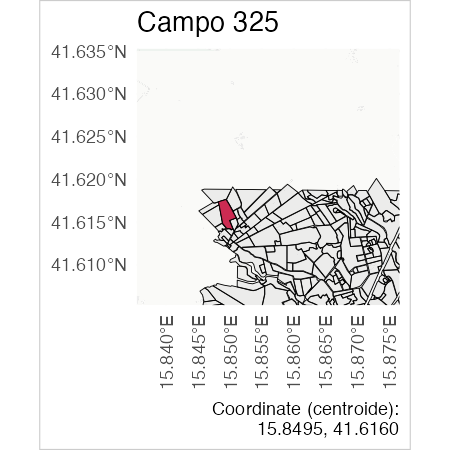 Campo 325
41.635°N
41.630°N
41.625°N
41.620°N
41.615°N
41.610°N
15.840°E
15.845°E
15.850°E
15.855°E
15.860°E
15.865°E
15.870°E
15.875°E
Coordinate (centroide):
15.8495, 41.6160